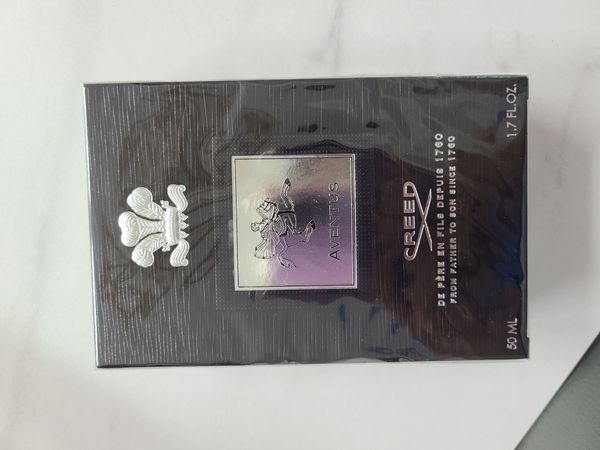 AVENTUS
CREED
DE PÈRE EN FILS DEPUIS 1760
FROM FATHER TO SON SINCE 1760
50 ML 1.7 FL.OZ.